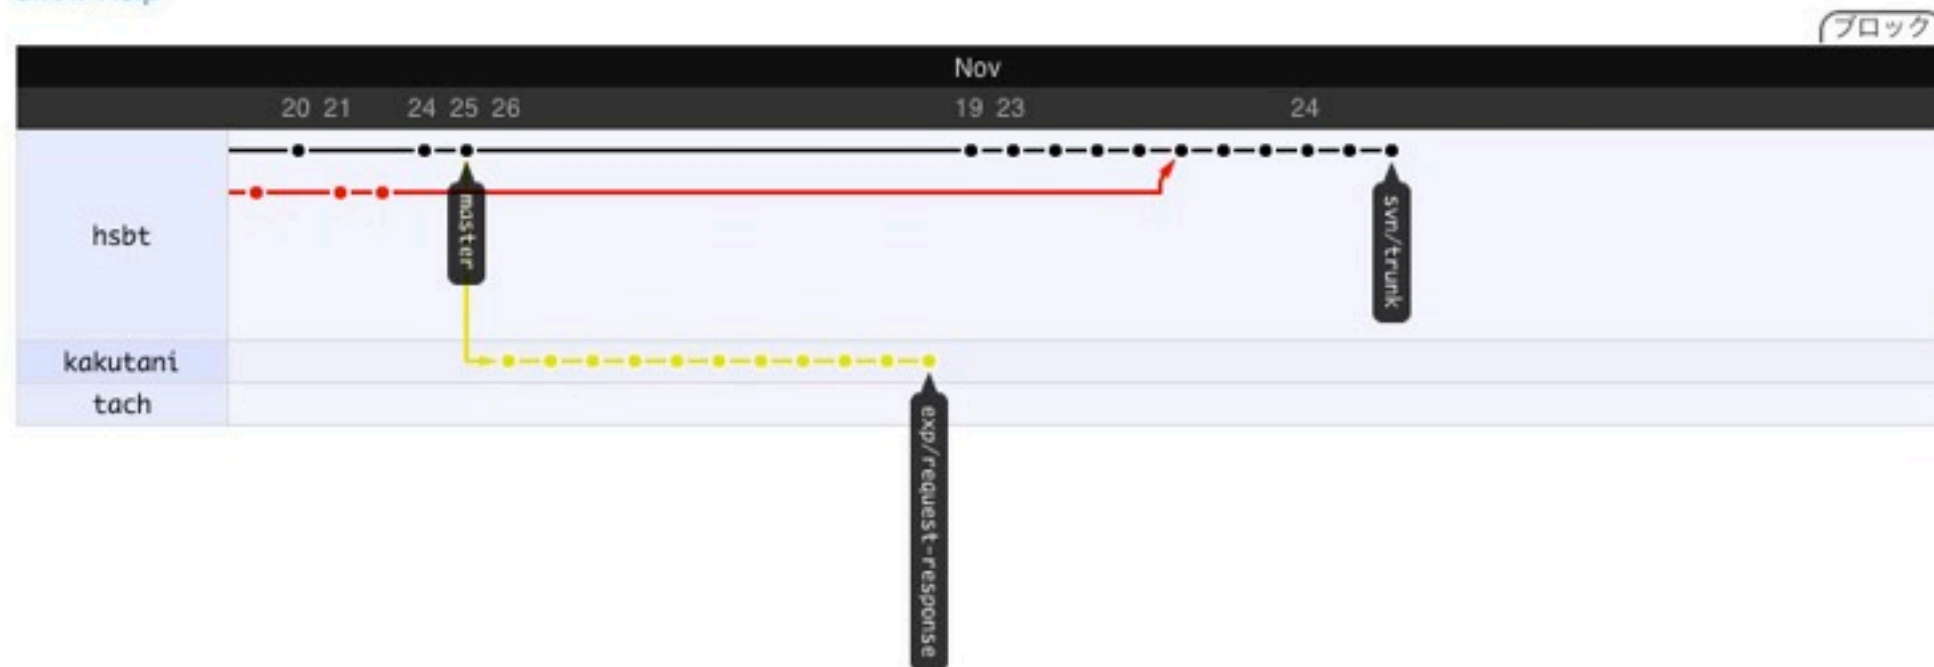 ブロック
Nov
20 21 24 25 26 19 23 24
hsbt
master
svn/trunk
kakutani
tach
exp/request-response